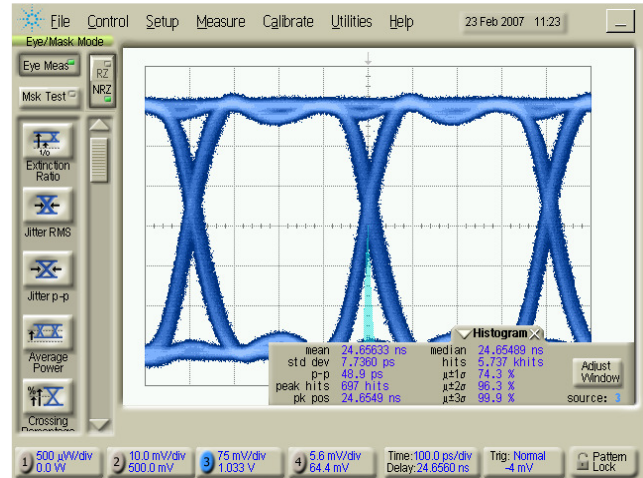 File Control Setup Measure Calibrate Utilities Help 23 Feb 2007 11:23
Eye/Mask Mode
Eye Meas
RZ
NRZ
Msk Test
1/0
Extinction
Ratio
Jitter RMS
Jitter p-p
Average
Power
%
Crossing
Percentage
Histogram
mean 24.65633 ns median 24.65489 ns
std dev 7.7360 ps hits 5.737 khits
p-p 48.9 ps μ±1σ 74.3 %
peak hits 697 hits μ±2σ 96.3 %
pk pos 24.6549 ns μ±3σ 99.9 %
Adjust
Window
source: 3
1 500 μW/div
0.0 W
2 10.0 mV/div
500.0 mV
3 75 mV/div
1.033 V
4 5.6 mV/div
64.4 mV
Time:100.0 ps/div
Delay:24.6560 ns
Trig: Normal
-4 mV
Pattern
Lock